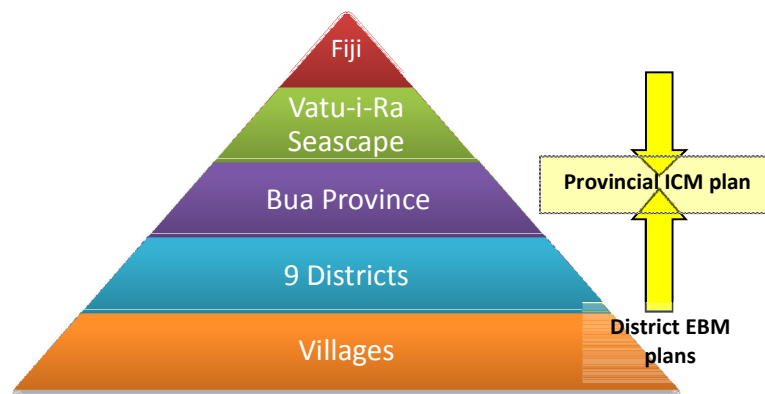 Fiji
Vatu-i-Ra
Seascape
Bua Province
Provincial ICM plan
9 Districts
District EBM
plans
Villages